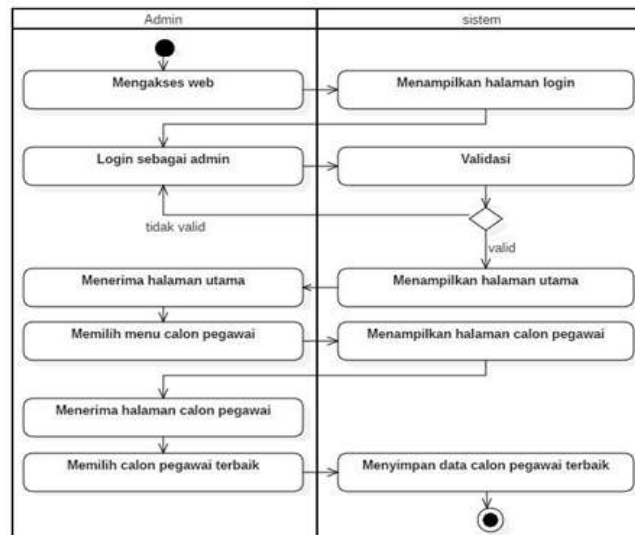 Admin
sistem
Mengakses web
Menampilkan halaman login
Login sebagai admin
Validasi
tidak valid
valid
Menerima halaman utama
Menampilkan halaman utama
Memilih menu calon pegawai
Menampilkan halaman calon pegawai
Menerima halaman calon pegawai
Memilih calon pegawai terbaik
Menyimpan data calon pegawai terbaik